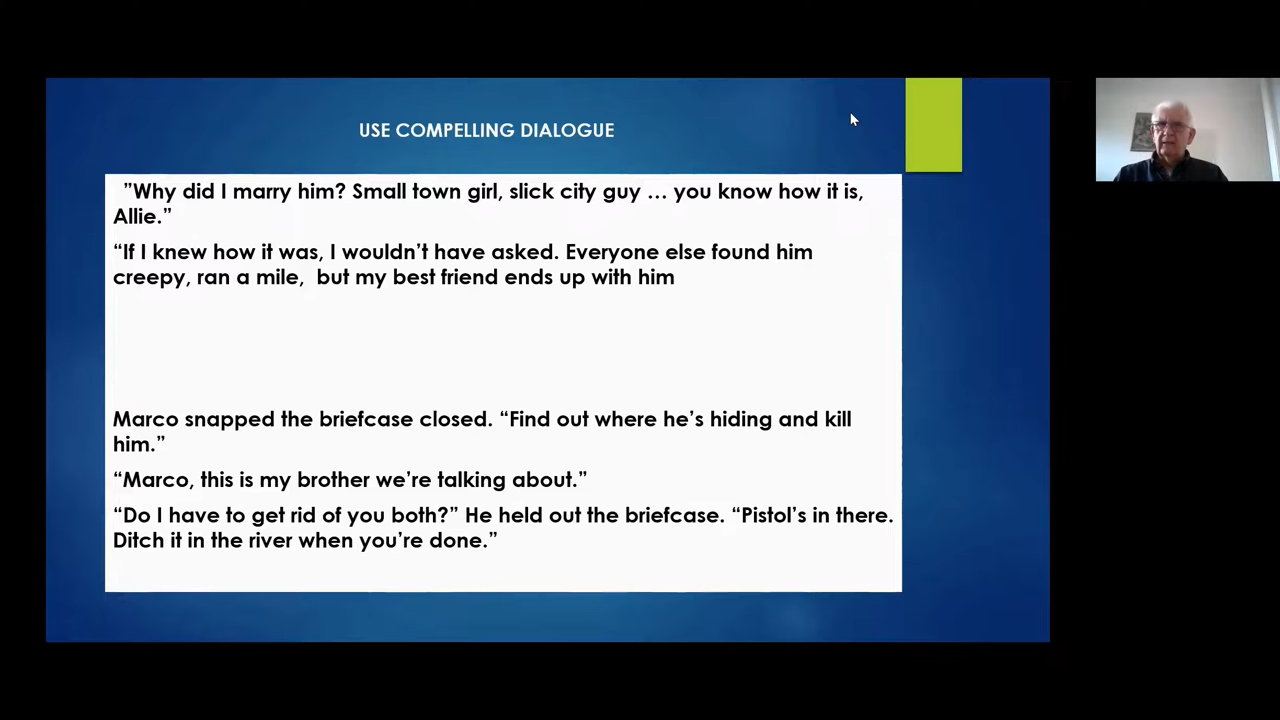 USE COMPELLING DIALOGUE
”Why did I marry him? Small town girl, slick city guy … you know how it is,
Allie.”
“If I knew how it was, I wouldn’t have asked. Everyone else found him
creepy, ran a mile,  but my best friend ends up with him
Marco snapped the briefcase closed. “Find out where he’s hiding and kill
him.”
“Marco, this is my brother we’re talking about.”
“Do I have to get rid of you both?” He held out the briefcase. “Pistol’s in there.
Ditch it in the river when you’re done.”